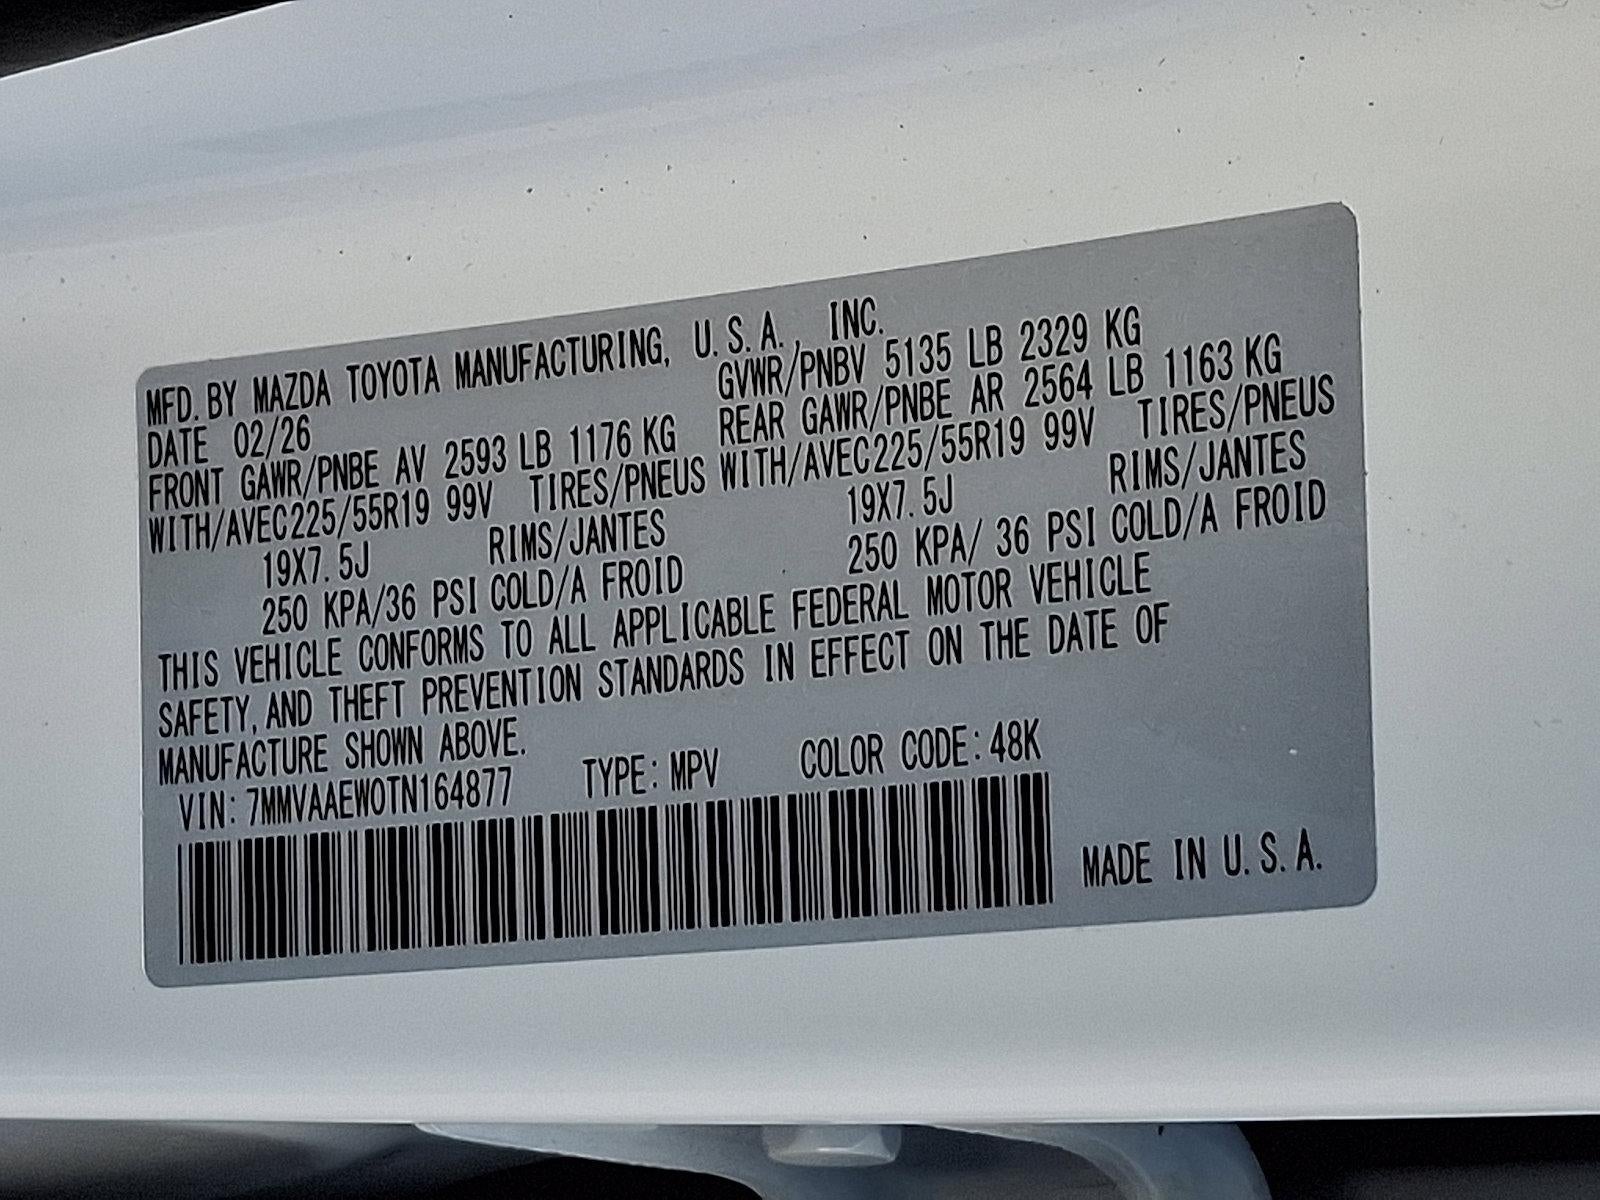 MFD. BY MAZDA TOYOTA MANUFACTURING, U.S.A., INC.
DATE 02/26 GVWR/PNBV 5135 LB 2329 KG
FRONT GAWR/PNBE AV 2593 LB 1176 KG REAR GAWR/PNBE AR 2564 LB 1163 KG
WITH/AVEC225/55R19 99V TIRES/PNEUS WITH/AVEC225/55R19 99V TIRES/PNEUS
19X7.5J RIMS/JANTES 19X7.5J RIMS/JANTES
250 KPA/36 PSI COLD/A FROID 250 KPA/ 36 PSI COLD/A FROID
THIS VEHICLE CONFORMS TO ALL APPLICABLE FEDERAL MOTOR VEHICLE
SAFETY, AND THEFT PREVENTION STANDARDS IN EFFECT ON THE DATE OF
MANUFACTURE SHOWN ABOVE.
VIN: 7MMVAAEW0TN164877 TYPE: MPV COLOR CODE: 48K
MADE IN U.S.A.